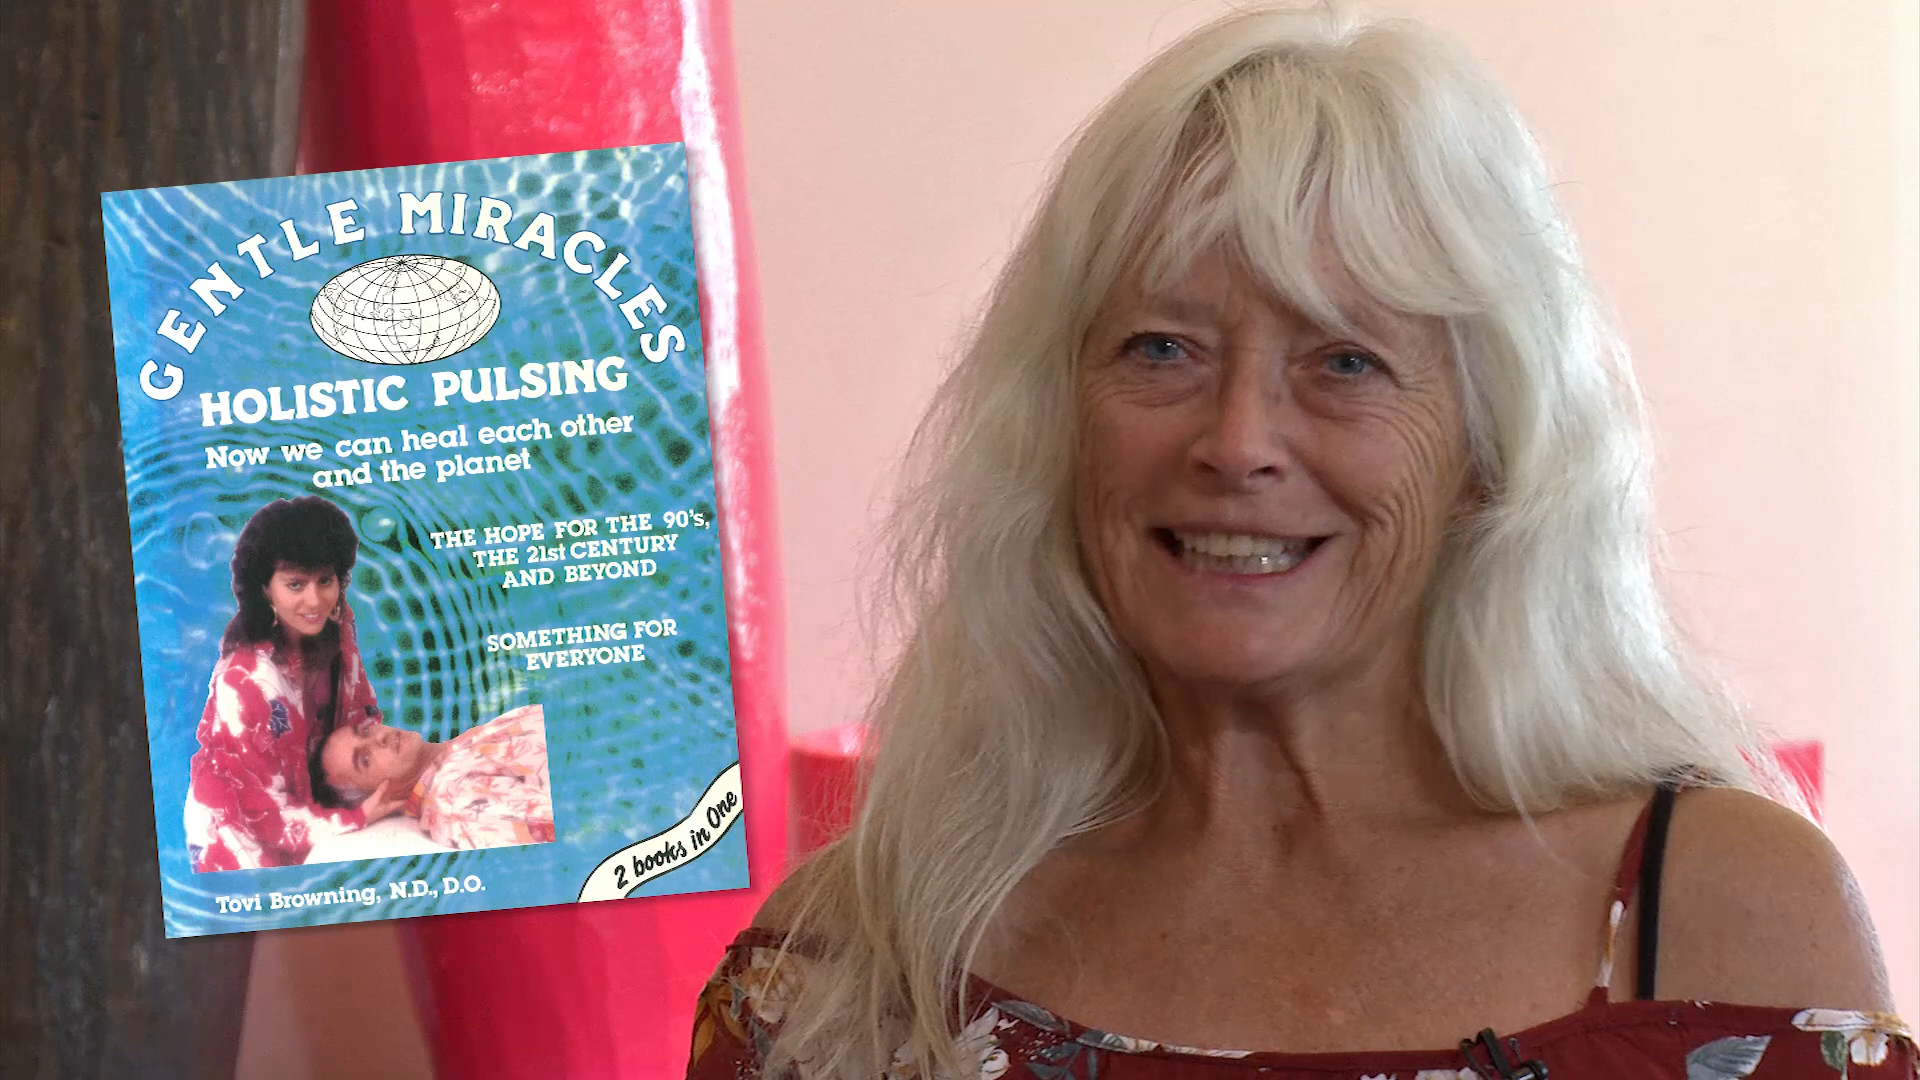 GENTLE MIRACLES
HOLISTIC PULSING
Now we can heal each other
and the planet
THE HOPE FOR THE 90's,
THE 21st CENTURY
AND BEYOND
SOMETHING FOR
EVERYONE
2 books in One
Tovi Browning, N.D., D.O.